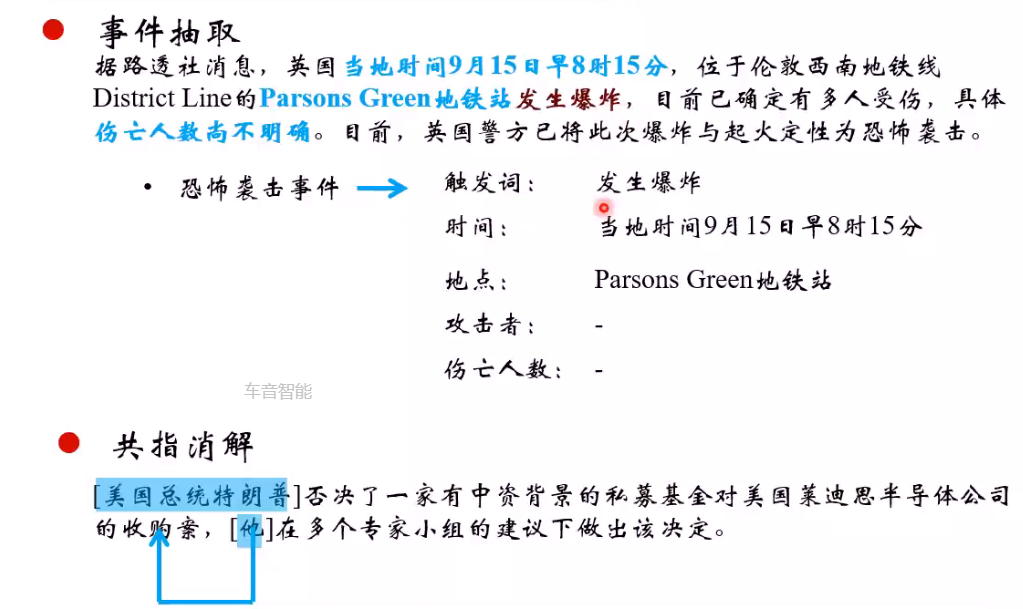 事件抽取
据路透社消息，英国当地时间9月15日早8时15分，位于伦敦西南地铁线
District Line的Parsons Green地铁站发生爆炸，目前已确定有多人受伤，具体
伤亡人数尚不明确。目前，英国警方已将此次爆炸与起火定性为恐怖袭击。
• 恐怖袭击事件
触发词： 发生爆炸
时间： 当地时间9月15日早8时15分
地点： Parsons Green地铁站
攻击者： -
伤亡人数： -
车音智能
共指消解
[美国总统特朗普]否决了一家有中资背景的私募基金对美国莱迪思半导体公司
的收购案，[他]在多个专家小组的建议下做出该决定。